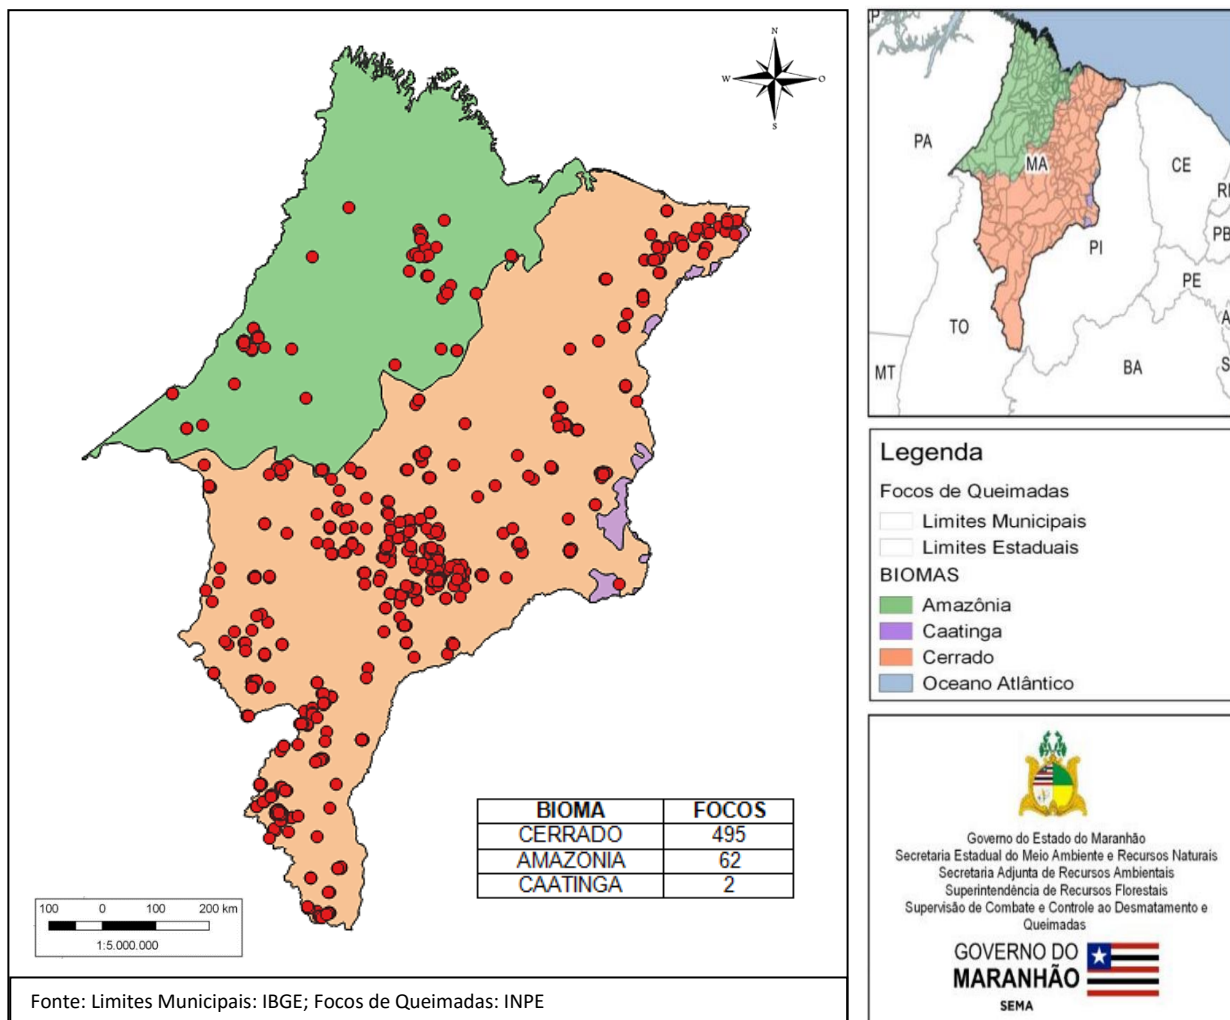 N
W
O
S
BIOMA FOCOS
CERRADO 495
AMAZONIA 62
CAATINGA 2
100 0 100 200 km
1:5.000.000
Fonte: Limites Municipais: IBGE; Focos de Queimadas: INPE
PA
MA
CE
PB
PI
PE
TO
BA
MT
Legenda
Focos de Queimadas
Limites Municipais
Limites Estaduais
BIOMAS
Amazônia
Caatinga
Cerrado
Oceano Atlântico
Governo do Estado do Maranhão
Secretaria Estadual do Meio Ambiente e Recursos Naturais
Secretaria Adjunta de Recursos Ambientais
Superintendência de Recursos Florestais
Supervisão de Combate e Controle ao Desmatamento e
Queimadas
GOVERNO DO
MARANHÃO
SEMA